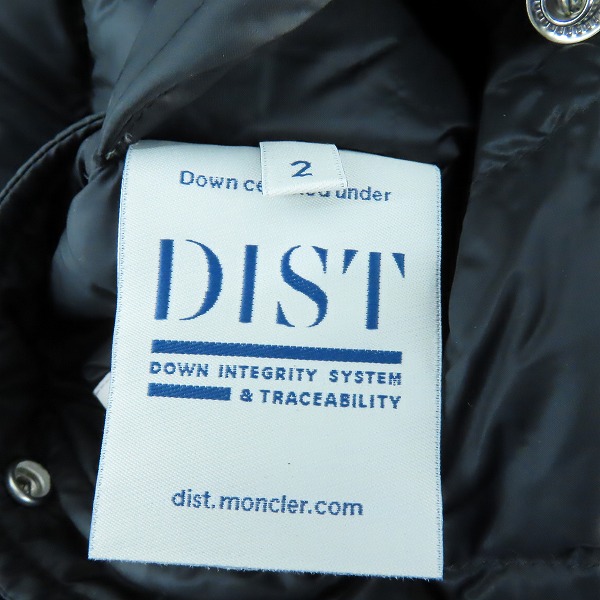 2
Down under
DIST
DOWN INTEGRITY SYSTEM
& TRACEABILITY
dist.moncler.com